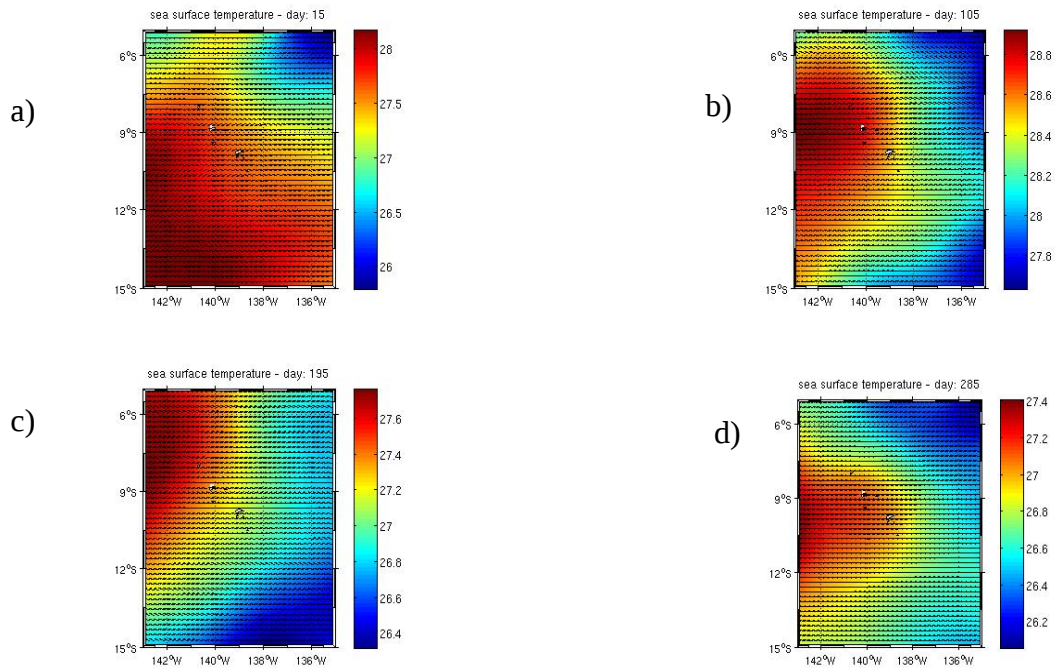 a)
sea surface temperature - day: 15
6°S
9°S
12°S
15°S
142°W 140°W 138°W 136°W
28
27.5
27
26.5
26
b)
sea surface temperature - day: 105
6°S
9°S
12°S
15°S
142°W 140°W 138°W 136°W
28.8
28.6
28.4
28.2
28
27.8
c)
sea surface temperature - day: 195
6°S
9°S
12°S
15°S
142°W 140°W 138°W 136°W
27.6
27.4
27.2
27
26.8
26.6
26.4
d)
sea surface temperature - day: 285
6°S
9°S
12°S
15°S
142°W 140°W 138°W 136°W
27.4
27.2
27
26.8
26.6
26.4
26.2